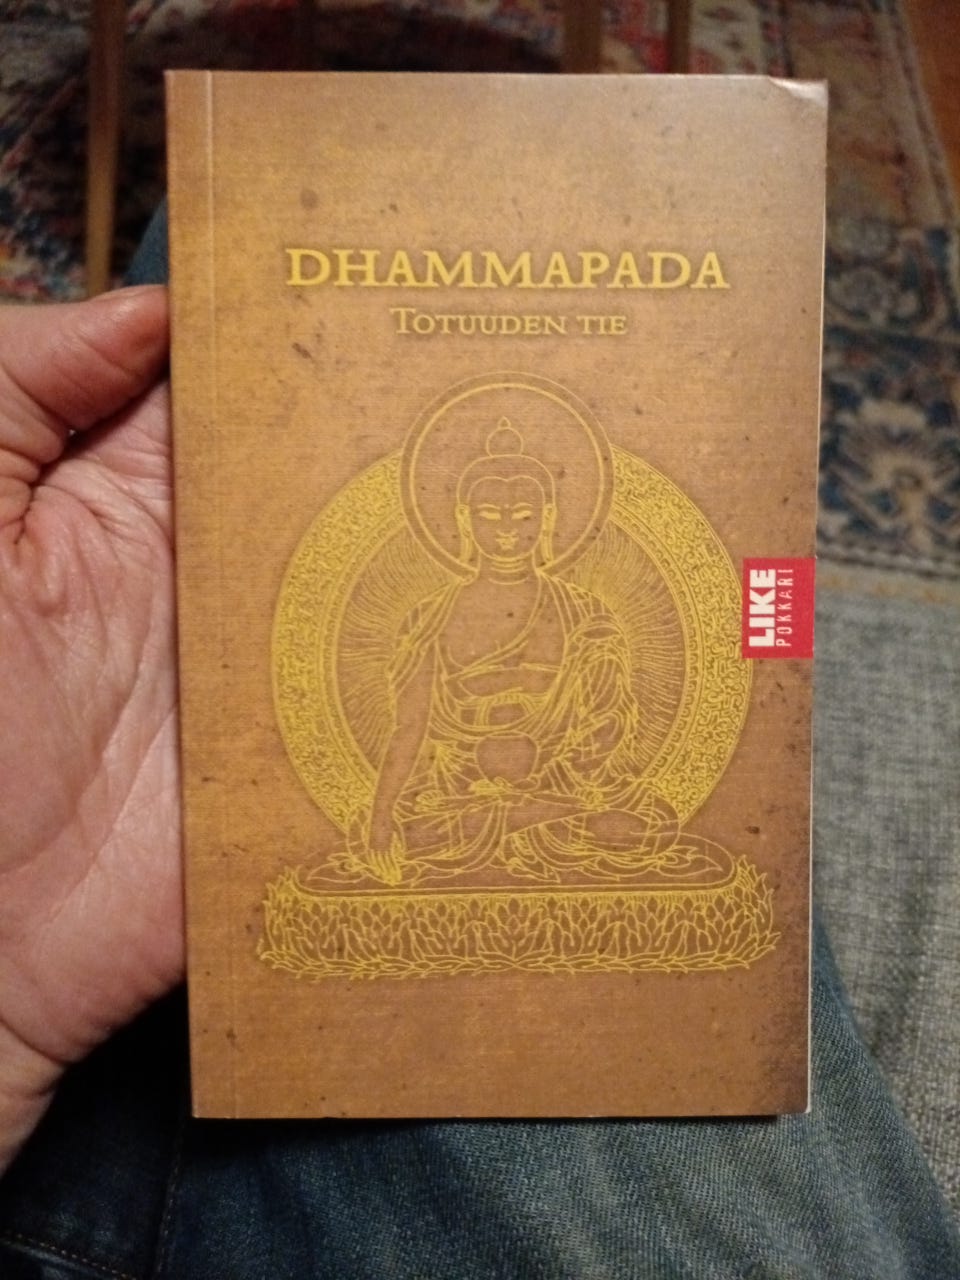 DHAMMAPADA
TOTUUDEN TIE
LIKE
POKKARI